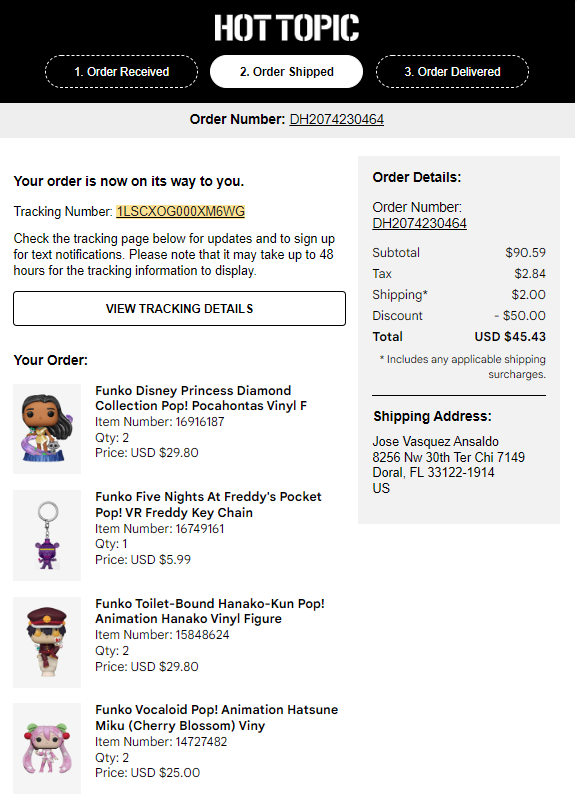 HOT TOPIC
1. Order Received
2. Order Shipped
3. Order Delivered
Order Number: DH2074230464
Your order is now on its way to you.
Tracking Number: 1LSCXOG000XM6WG
Check the tracking page below for updates and to sign up
for text notifications. Please note that it may take up to 48
hours for the tracking information to display.
VIEW TRACKING DETAILS
Your Order:
Funko Disney Princess Diamond
Collection Pop! Pocahontas Vinyl F
Item Number: 16916187
Qty: 2
Price: USD $29.80
Funko Five Nights At Freddy's Pocket
Pop! VR Freddy Key Chain
Item Number: 16749161
Qty: 1
Price: USD $5.99
Funko Toilet-Bound Hanako-Kun Pop!
Animation Hanako Vinyl Figure
Item Number: 15848624
Qty: 2
Price: USD $29.80
Funko Vocaloid Pop! Animation Hatsune
Miku (Cherry Blossom) Viny
Item Number: 14727482
Qty: 2
Price: USD $25.00
Order Details:
Order Number:
DH2074230464
Subtotal $90.59
Tax $2.84
Shipping* $2.00
Discount - $50.00
Total USD $45.43
* Includes any applicable shipping
surcharges.
Shipping Address:
Jose Vasquez Ansaldo
8256 Nw 30th Ter Chi 7149
Doral, FL 33122-1914
US